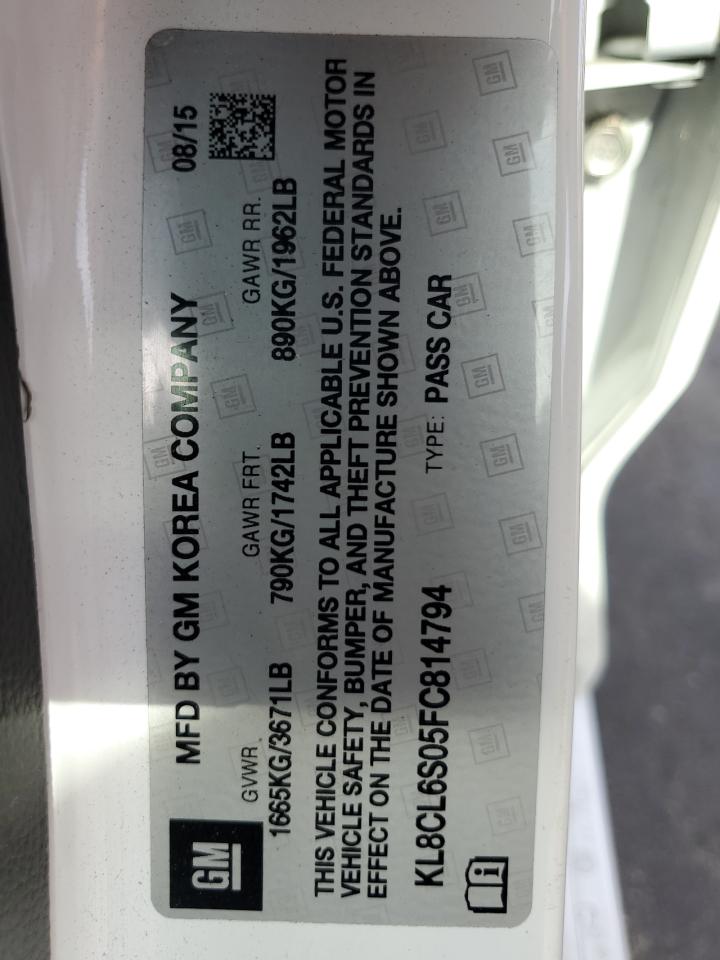 GM
MFD BY GM KOREA COMPANY 08/15
GVWR GAWR FRT. GAWR RR.
1665KG/3671LB 790KG/1742LB 890KG/1962LB
THIS VEHICLE CONFORMS TO ALL APPLICABLE U.S. FEDERAL MOTOR
VEHICLE SAFETY, BUMPER, AND THEFT PREVENTION STANDARDS IN
EFFECT ON THE DATE OF MANUFACTURE SHOWN ABOVE.
KL8CL6S05FC814794 TYPE: PASS CAR